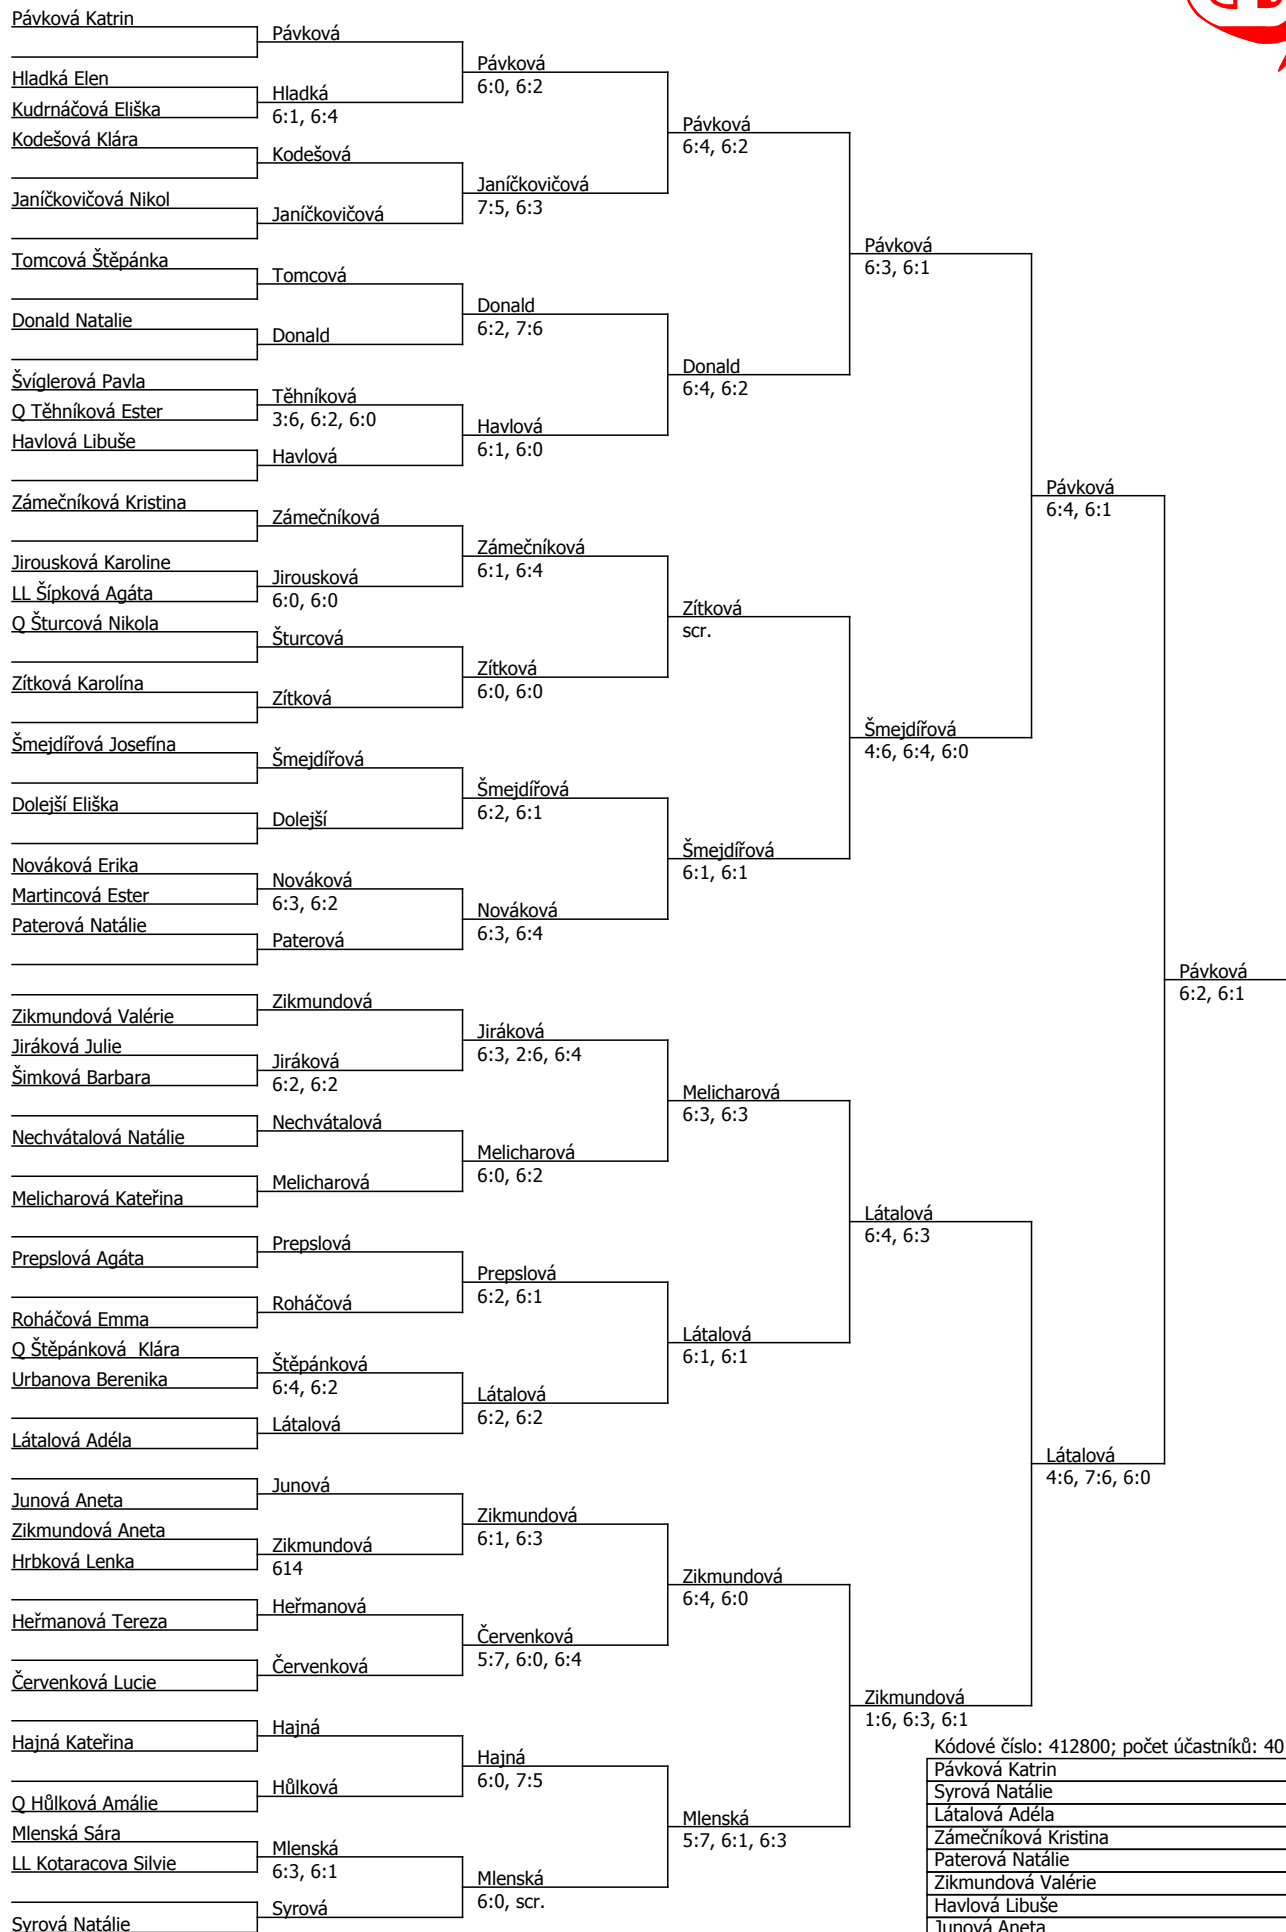 Pávková Katrin
Hladká Elen
Kudrnáčová Eliška
Kodešová Klára
Janíčkovičová Nikol
Tomcová Štěpánka
Donald Natalie
Švíglerová Pavla
Q Těhníková Ester
Havlová Libuše
Zámečníková Kristina
Jirousková Karoline
LL Šípková Agáta
Q Šturcová Nikola
Zítková Karolína
Šmejdířová Josefína
Dolejší Eliška
Nováková Erika
Martincová Ester
Paterová Natálie
Zikmundová Valérie
Jiráková Julie
Šimková Barbara
Nechvátalová Natálie
Melicharová Kateřina
Prepslová Agáta
Roháčová Emma
Q Štěpánková  Klára
Urbanova Berenika
Látalová Adéla
Junová Aneta
Zikmundová Aneta
Hrbková Lenka
Heřmanová Tereza
Červenková Lucie
Hajná Kateřina
Q Hůlková Amálie
Mlenská Sára
LL Kotaracova Silvie
Syrová Natálie
Pávková
Hladká
6:1, 6:4
Kodešová
Janíčkovičová
Tomcová
Donald
Těhníková
3:6, 6:2, 6:0
Havlová
Zámečníková
Jirousková
6:0, 6:0
Šturcová
Zítková
Šmejdířová
Dolejší
Nováková
6:3, 6:2
Paterová
Zikmundová
Jiráková
6:2, 6:2
Nechvátalová
Melicharová
Prepslová
Roháčová
Štěpánková
6:4, 6:2
Látalová
Junová
Zikmundová
614
Heřmanová
Červenková
Hajná
Hůlková
Mlenská
6:3, 6:1
Syrová
Pávková
6:0, 6:2
Janíčkovičová
7:5, 6:3
Donald
6:2, 7:6
Havlová
6:1, 6:0
Zámečníková
6:1, 6:4
Zítková
6:0, 6:0
Šmejdířová
6:2, 6:1
Nováková
6:3, 6:4
Jiráková
6:3, 2:6, 6:4
Melicharová
6:0, 6:2
Prepslová
6:2, 6:1
Látalová
6:2, 6:2
Zikmundová
6:1, 6:3
Červenková
5:7, 6:0, 6:4
Hajná
6:0, 7:5
Mlenská
6:0, scr.
Pávková
6:4, 6:2
Donald
6:4, 6:2
Zítková
scr.
Šmejdířová
6:1, 6:1
Melicharová
6:3, 6:3
Látalová
6:1, 6:1
Zikmundová
6:4, 6:0
Mlenská
5:7, 6:1, 6:3
Pávková
6:3, 6:1
Šmejdířová
4:6, 6:4, 6:0
Látalová
6:4, 6:3
Zikmundová
1:6, 6:3, 6:1
Pávková
6:4, 6:1
Látalová
4:6, 7:6, 6:0
Pávková
6:2, 6:1
Kódové číslo: 412800; počet účastníků: 40
Pávková Katrin
Syrová Natálie
Látalová Adéla
Zámečníková Kristina
Paterová Natálie
Zikmundová Valérie
Havlová Libuše
Junová Aneta